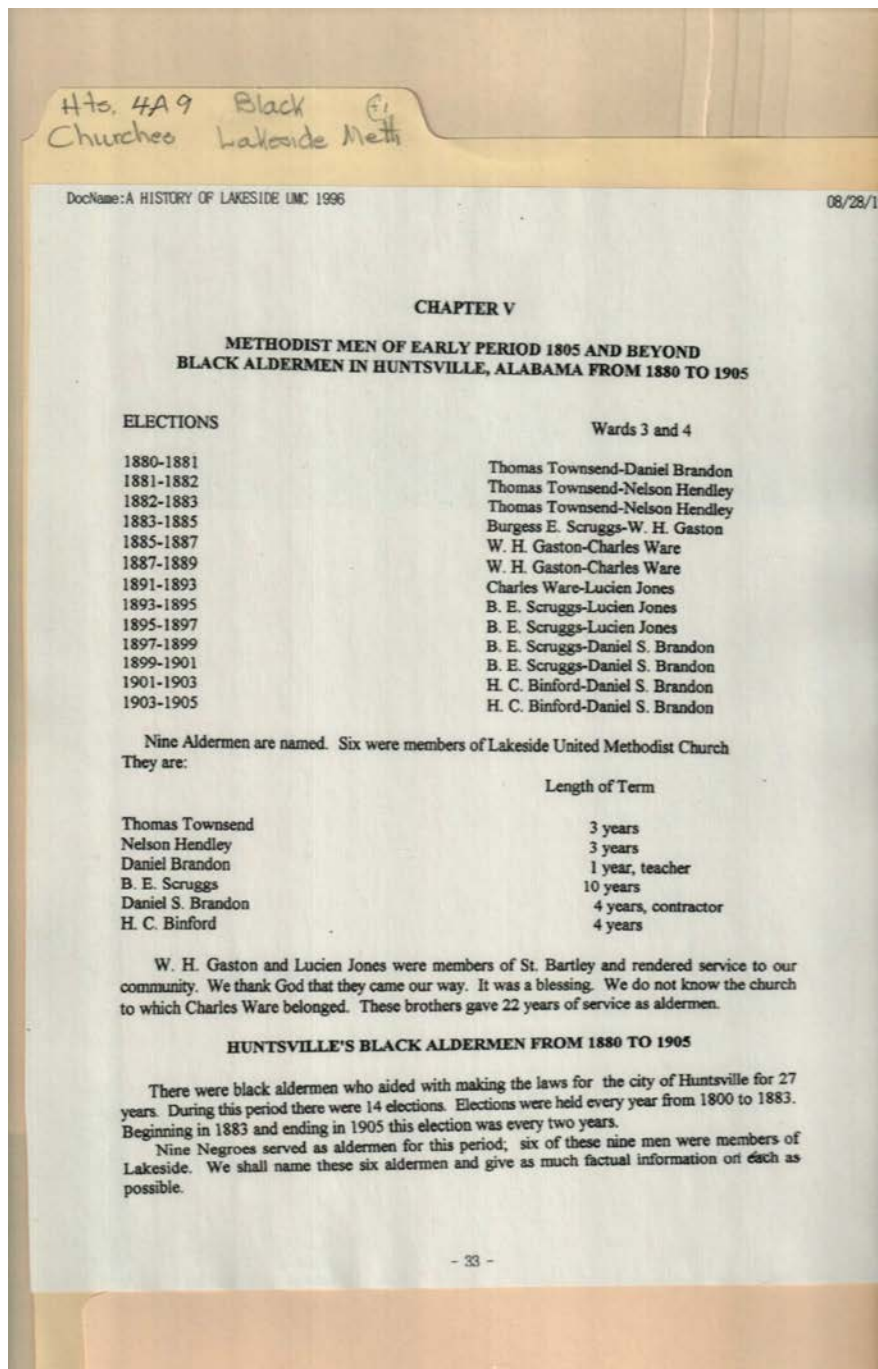 Hts. 4A9 Black
Churches Lakeside Meth
DocName:A HISTORY OF LAKESIDE UMC 1996 08/28/1
CHAPTER V
METHODIST MEN OF EARLY PERIOD 1805 AND BEYOND
BLACK ALDERMEN IN HUNTSVILLE, ALABAMA FROM 1880 TO 1905
ELECTIONS Wards 3 and 4
1880-1881 Thomas Townsend-Daniel Brandon
1881-1882 Thomas Townsend-Nelson Hendley
1882-1883 Thomas Townsend-Nelson Hendley
1883-1885 Burgess E. Scruggs-W. H. Gaston
1885-1887 W. H. Gaston-Charles Ware
1887-1889 W. H. Gaston-Charles Ware
1891-1893 Charles Ware-Lucien Jones
1893-1895 B. E. Scruggs-Lucien Jones
1895-1897 B. E. Scruggs-Lucien Jones
1897-1899 B. E. Scruggs-Daniel S. Brandon
1899-1901 B. E. Scruggs-Daniel S. Brandon
1901-1903 H. C. Binford-Daniel S. Brandon
1903-1905 H. C. Binford-Daniel S. Brandon
Nine Aldermen are named. Six were members of Lakeside United Methodist Church
They are:
Length of Term
Thomas Townsend 3 years
Nelson Hendley 3 years
Daniel Brandon 1 year, teacher
B. E. Scruggs 10 years
Daniel S. Brandon 4 years, contractor
H. C. Binford 4 years
W. H. Gaston and Lucien Jones were members of St. Bartley and rendered service to our
community. We thank God that they came our way. It was a blessing. We do not know the church
to which Charles Ware belonged. These brothers gave 22 years of service as aldermen.
HUNTSVILLE'S BLACK ALDERMEN FROM 1880 TO 1905
There were black aldermen who aided with making the laws for the city of Huntsville for 27
years. During this period there were 14 elections. Elections were held every year from 1800 to 1883.
Beginning in 1883 and ending in 1905 this election was every two years.
Nine Negroes served as aldermen for this period; six of these nine men were members of
Lakeside. We shall name these six aldermen and give as much factual information on each as
possible.
- 33 -